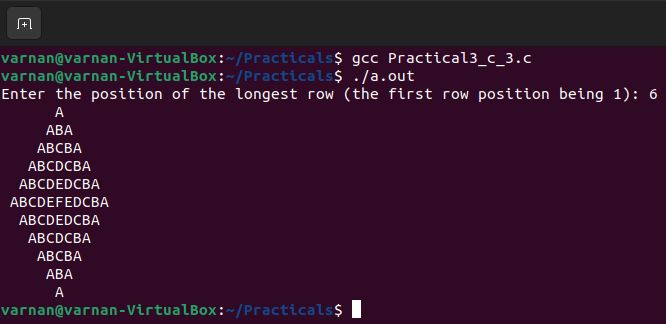 varnan@varnan-VirtualBox:~/Practicals$ gcc Practical3_c_3.c
varnan@varnan-VirtualBox:~/Practicals$ ./a.out
Enter the position of the longest row (the first row position being 1): 6
      A
     ABA
    ABCBA
   ABCDCBA
  ABCDEDCBA
 ABCDEFEDCBA
  ABCDEDCBA
   ABCDCBA
    ABCBA
     ABA
      A
varnan@varnan-VirtualBox:~/Practicals$